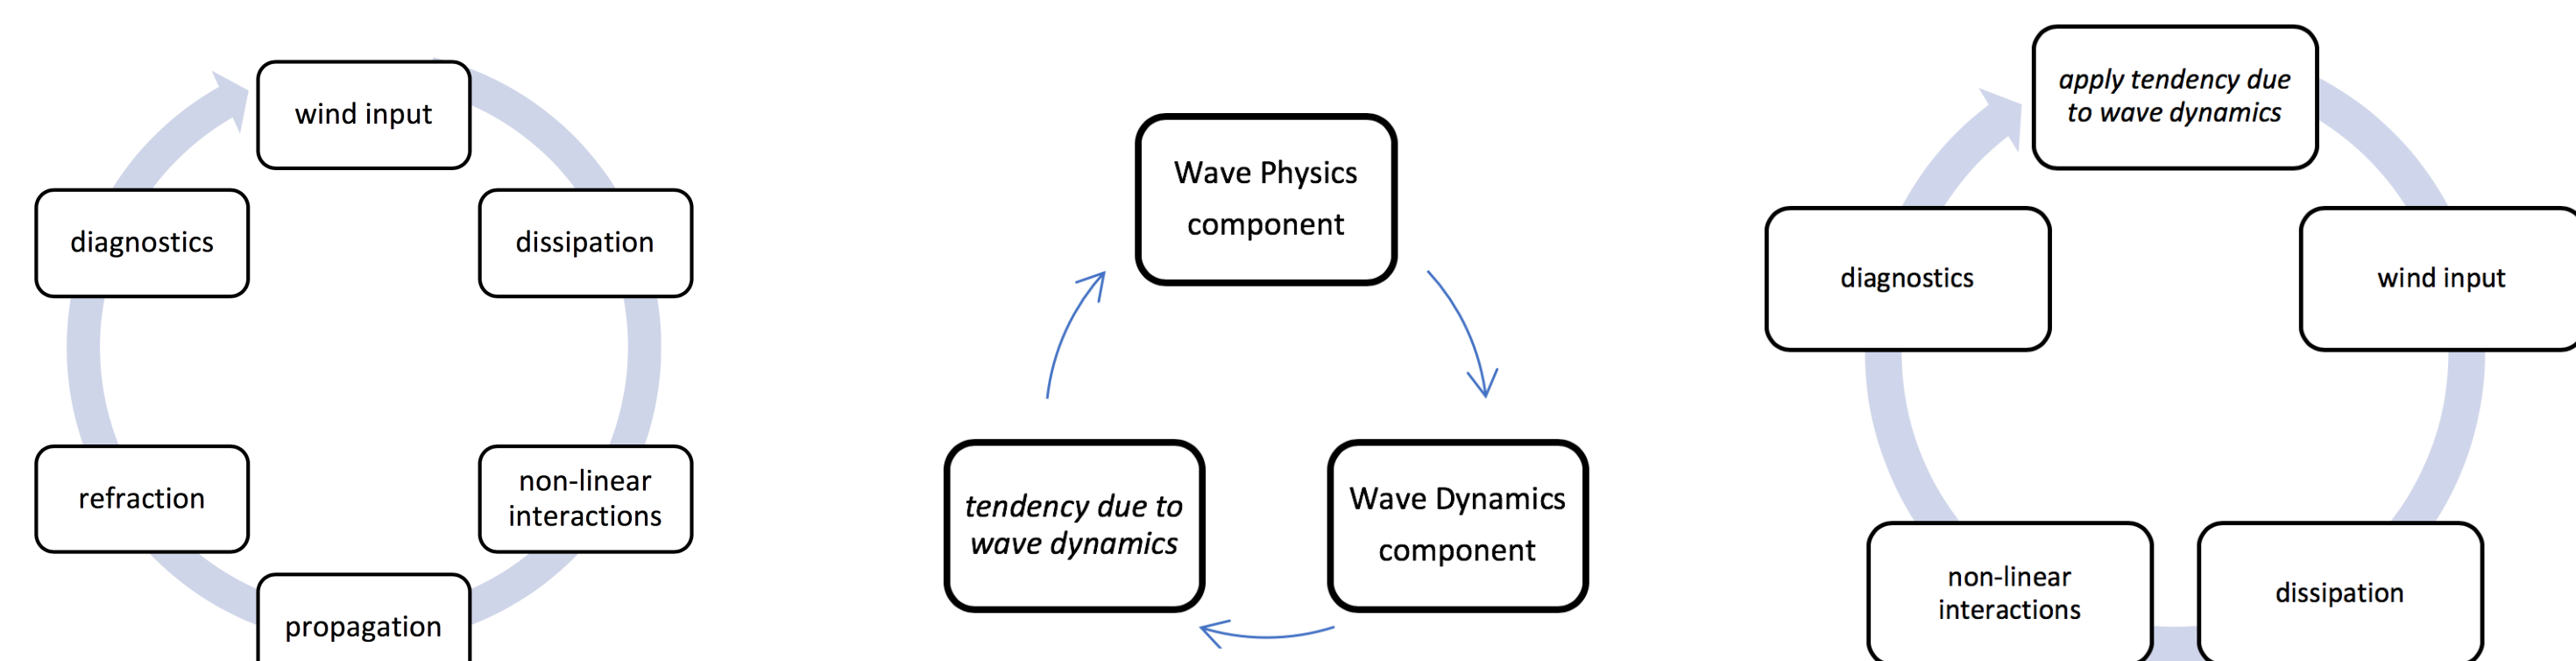 wind input
dissipation
non-linear
interactions
propagation
refraction
diagnostics
Wave Physics
component
Wave Dynamics
component
tendency due to
wave dynamics
apply tendency due
to wave dynamics
wind input
dissipation
non-linear
interactions
diagnostics